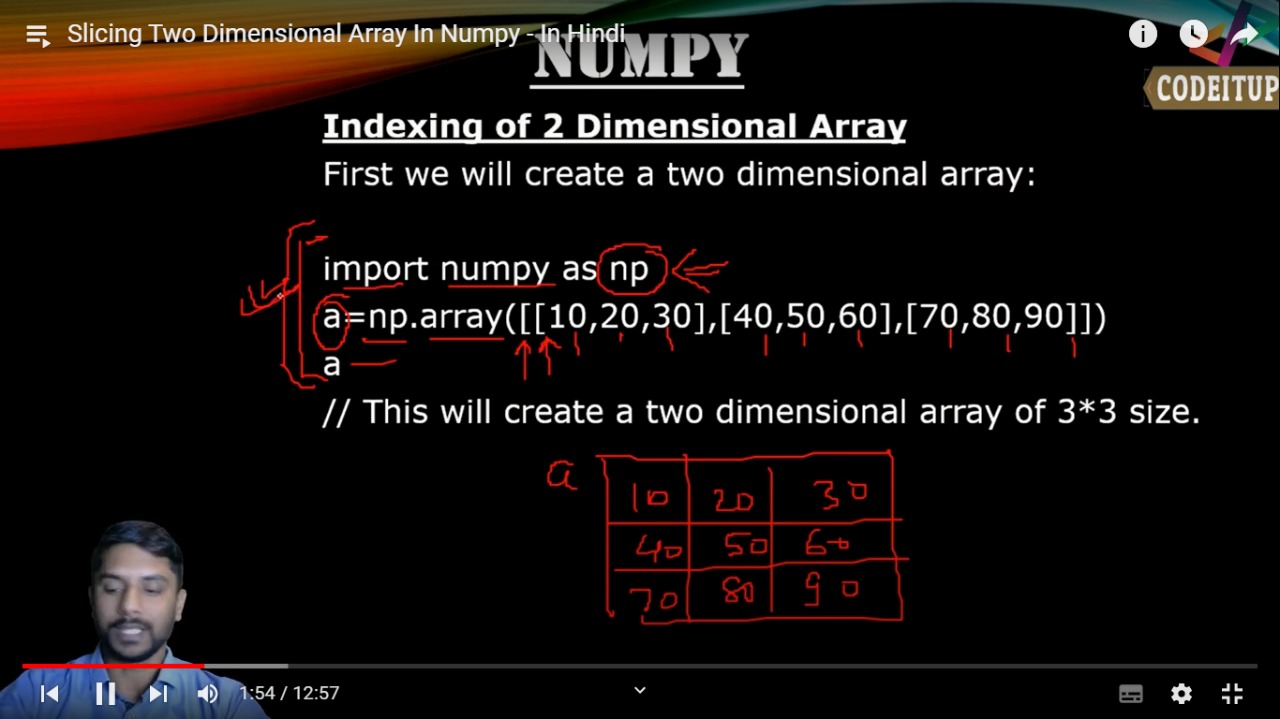 Slicing Two Dimensional Array In Numpy - In Hindi
NUMPY
CODEITUP
Indexing of 2 Dimensional Array
First we will create a two dimensional array:
import numpy as np
a=np.array([[10,20,30],[40,50,60],[70,80,90]])
a
// This will create a two dimensional array of 3*3 size.
a
10 20 30
40 50 60
70 80 90
1:54 / 12:57